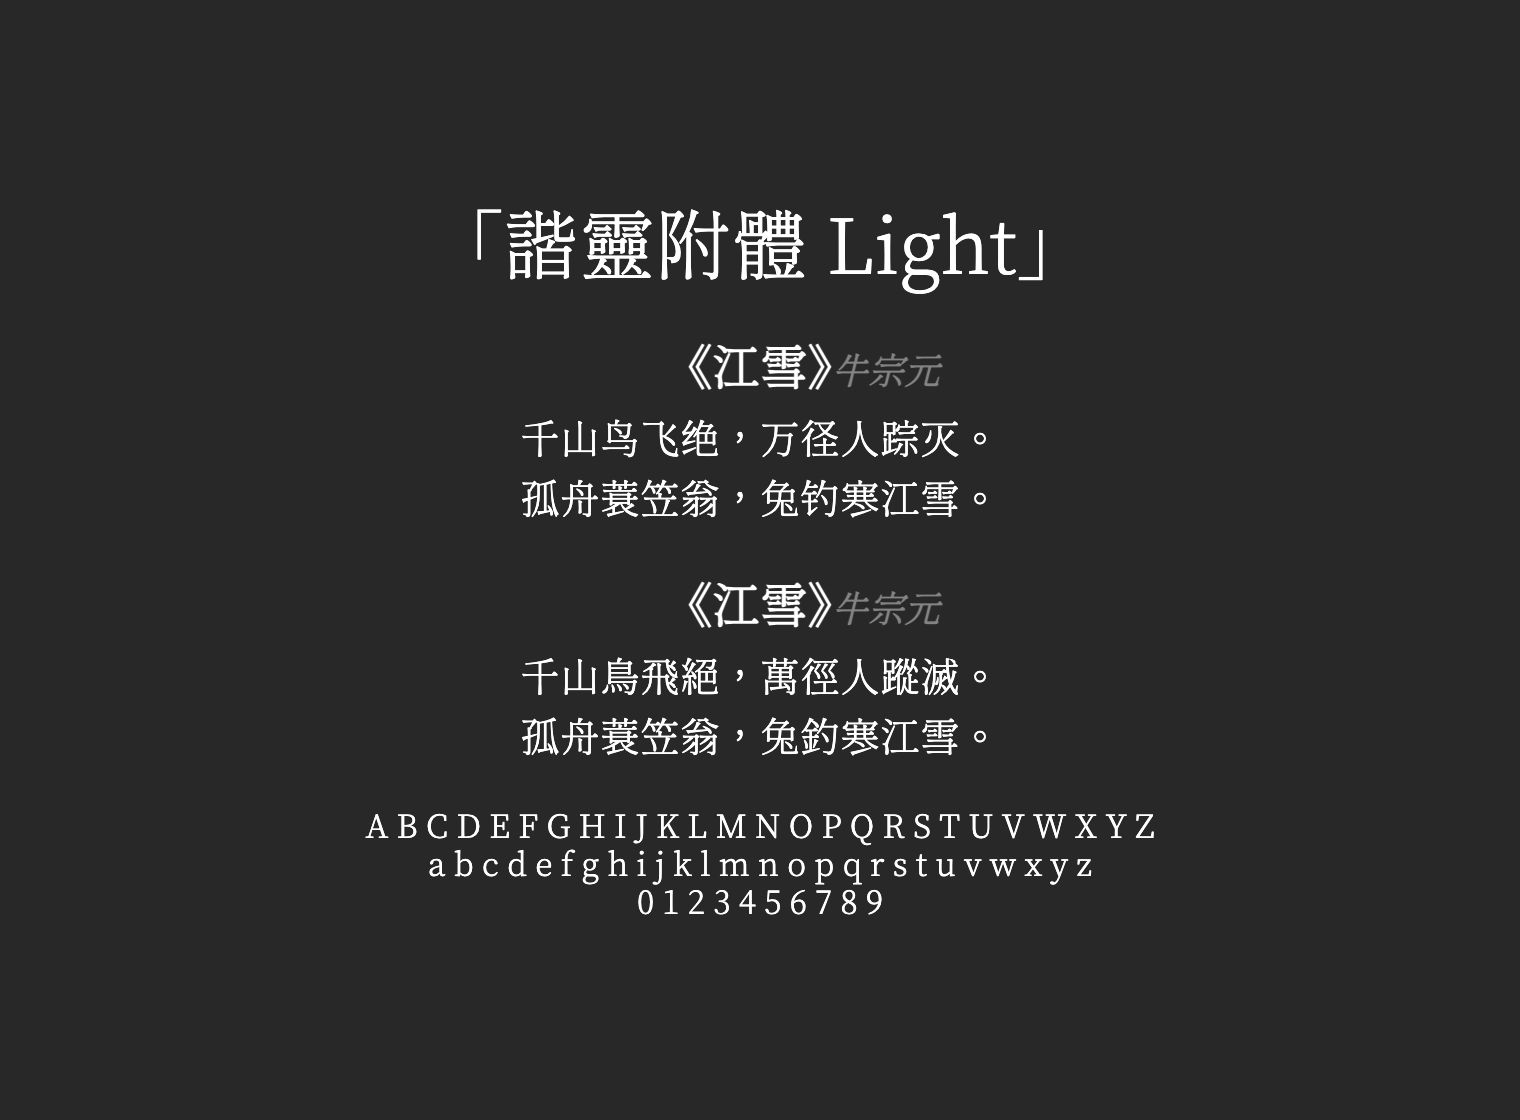 「諧靈附體 Light」
《江雪》牛宗元
千山鸟飞绝，万径人踪灭。
孤舟蓑笠翁，兔钓寒江雪。
《江雪》牛宗元
千山鳥飛絕，萬徑人蹤滅。
孤舟蓑笠翁，兔釣寒江雪。
A B C D E F G H I J K L M N O P Q R S T U V W X Y Z
a b c d e f g h i j k l m n o p q r s t u v w x y z
0 1 2 3 4 5 6 7 8 9